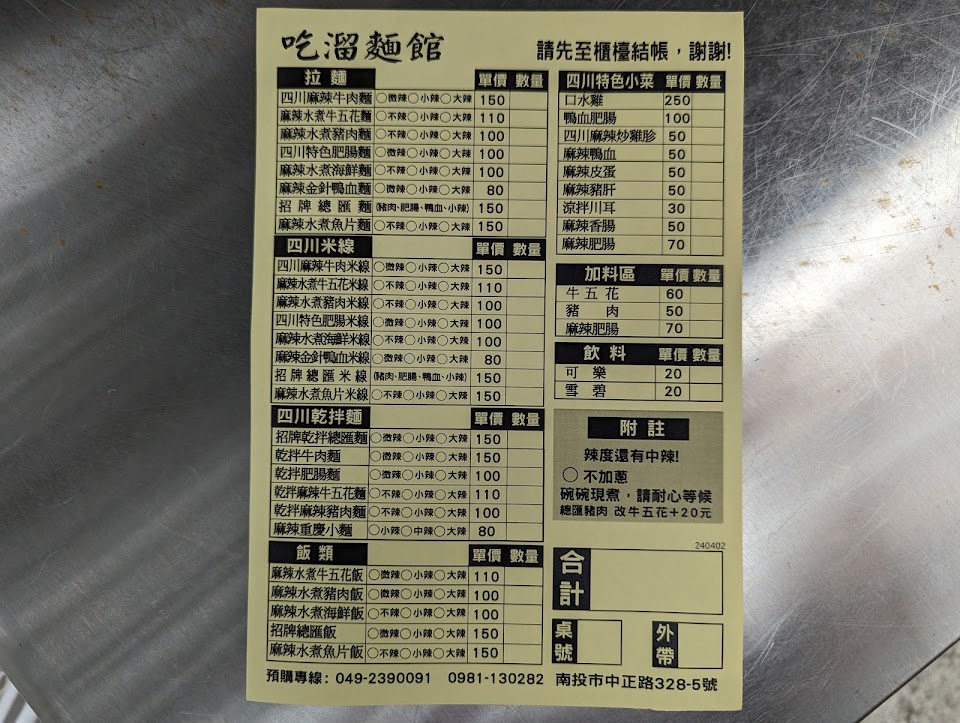 吃溜麵館
請先至櫃檯結帳，謝謝!
拉麵 單價 數量
四川麻辣牛肉麵 ○微辣○小辣○大辣 150
麻辣水煮牛五花麵 ○不辣○小辣○大辣 110
麻辣水煮豬肉麵 ○不辣○小辣○大辣 100
四川特色肥腸麵 ○微辣○小辣○大辣 100
麻辣水煮海鮮麵 ○不辣○小辣○大辣 100
麻辣金針鴨血麵 ○微辣○小辣○大辣 80
招牌總匯麵 (豬肉、肥腸、鴨血、小辣) 150
麻辣水煮魚片麵 ○不辣○小辣○大辣 150
四川米線 單價 數量
四川麻辣牛肉米線 ○微辣○小辣○大辣 150
麻辣水煮牛五花米線 ○不辣○小辣○大辣 110
麻辣水煮豬肉米線 ○不辣○小辣○大辣 100
四川特色肥腸米線 ○微辣○小辣○大辣 100
麻辣水煮海鮮米線 ○不辣○小辣○大辣 100
麻辣金針鴨血米線 ○微辣○小辣○大辣 80
招牌總匯米線 (豬肉、肥腸、鴨血、小辣) 150
麻辣水煮魚片米線 ○不辣○小辣○大辣 150
四川乾拌麵 單價 數量
招牌乾拌總匯麵 ○微辣○小辣○大辣 150
乾拌牛肉麵 ○微辣○小辣○大辣 150
乾拌肥腸麵 ○微辣○小辣○大辣 100
乾拌麻辣牛五花麵 ○不辣○小辣○大辣 110
乾拌麻辣豬肉麵 ○不辣○小辣○大辣 100
麻辣重慶小麵 ○小辣○中辣○大辣 80
飯類 單價 數量
麻辣水煮牛五花飯 ○微辣○小辣○大辣 110
麻辣水煮豬肉飯 ○微辣○小辣○大辣 100
麻辣水煮海鮮飯 ○不辣○小辣○大辣 100
招牌總匯飯 ○微辣○小辣○大辣 150
麻辣水煮魚片飯 ○不辣○小辣○大辣 150
四川特色小菜 單價 數量
口水雞 250
鴨血肥腸 100
四川麻辣炒雞胗 50
麻辣鴨血 50
麻辣皮蛋 50
麻辣豬肝 50
涼拌川耳 30
麻辣香腸 50
麻辣肥腸 70
加料區 單價 數量
牛五花 60
豬肉 50
麻辣肥腸 70
飲料 單價 數量
可樂 20
雪碧 20
附註
辣度還有中辣!
○ 不加蔥
碗碗現煮，請耐心等候
總匯豬肉 改牛五花+20元
240402
合計
桌號
外帶
預購專線: 049-2390091 0981-130282 南投市中正路328-5號